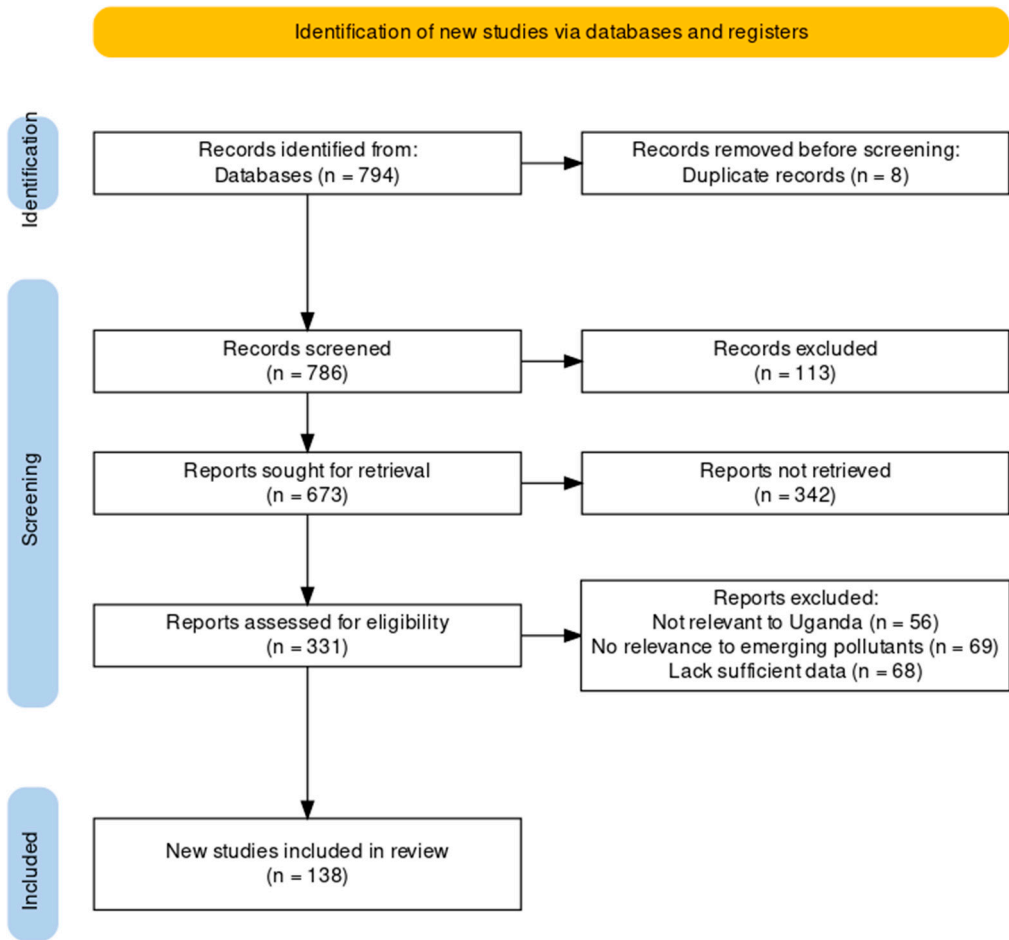 Identification of new studies via databases and registers
Identification
Records identified from:
Databases (n = 794)
Records removed before screening:
Duplicate records (n = 8)
Screening
Records screened
(n = 786)
Records excluded
(n = 113)
Reports sought for retrieval
(n = 673)
Reports not retrieved
(n = 342)
Reports assessed for eligibility
(n = 331)
Reports excluded:
Not relevant to Uganda (n = 56)
No relevance to emerging pollutants (n = 69)
Lack sufficient data (n = 68)
Included
New studies included in review
(n = 138)